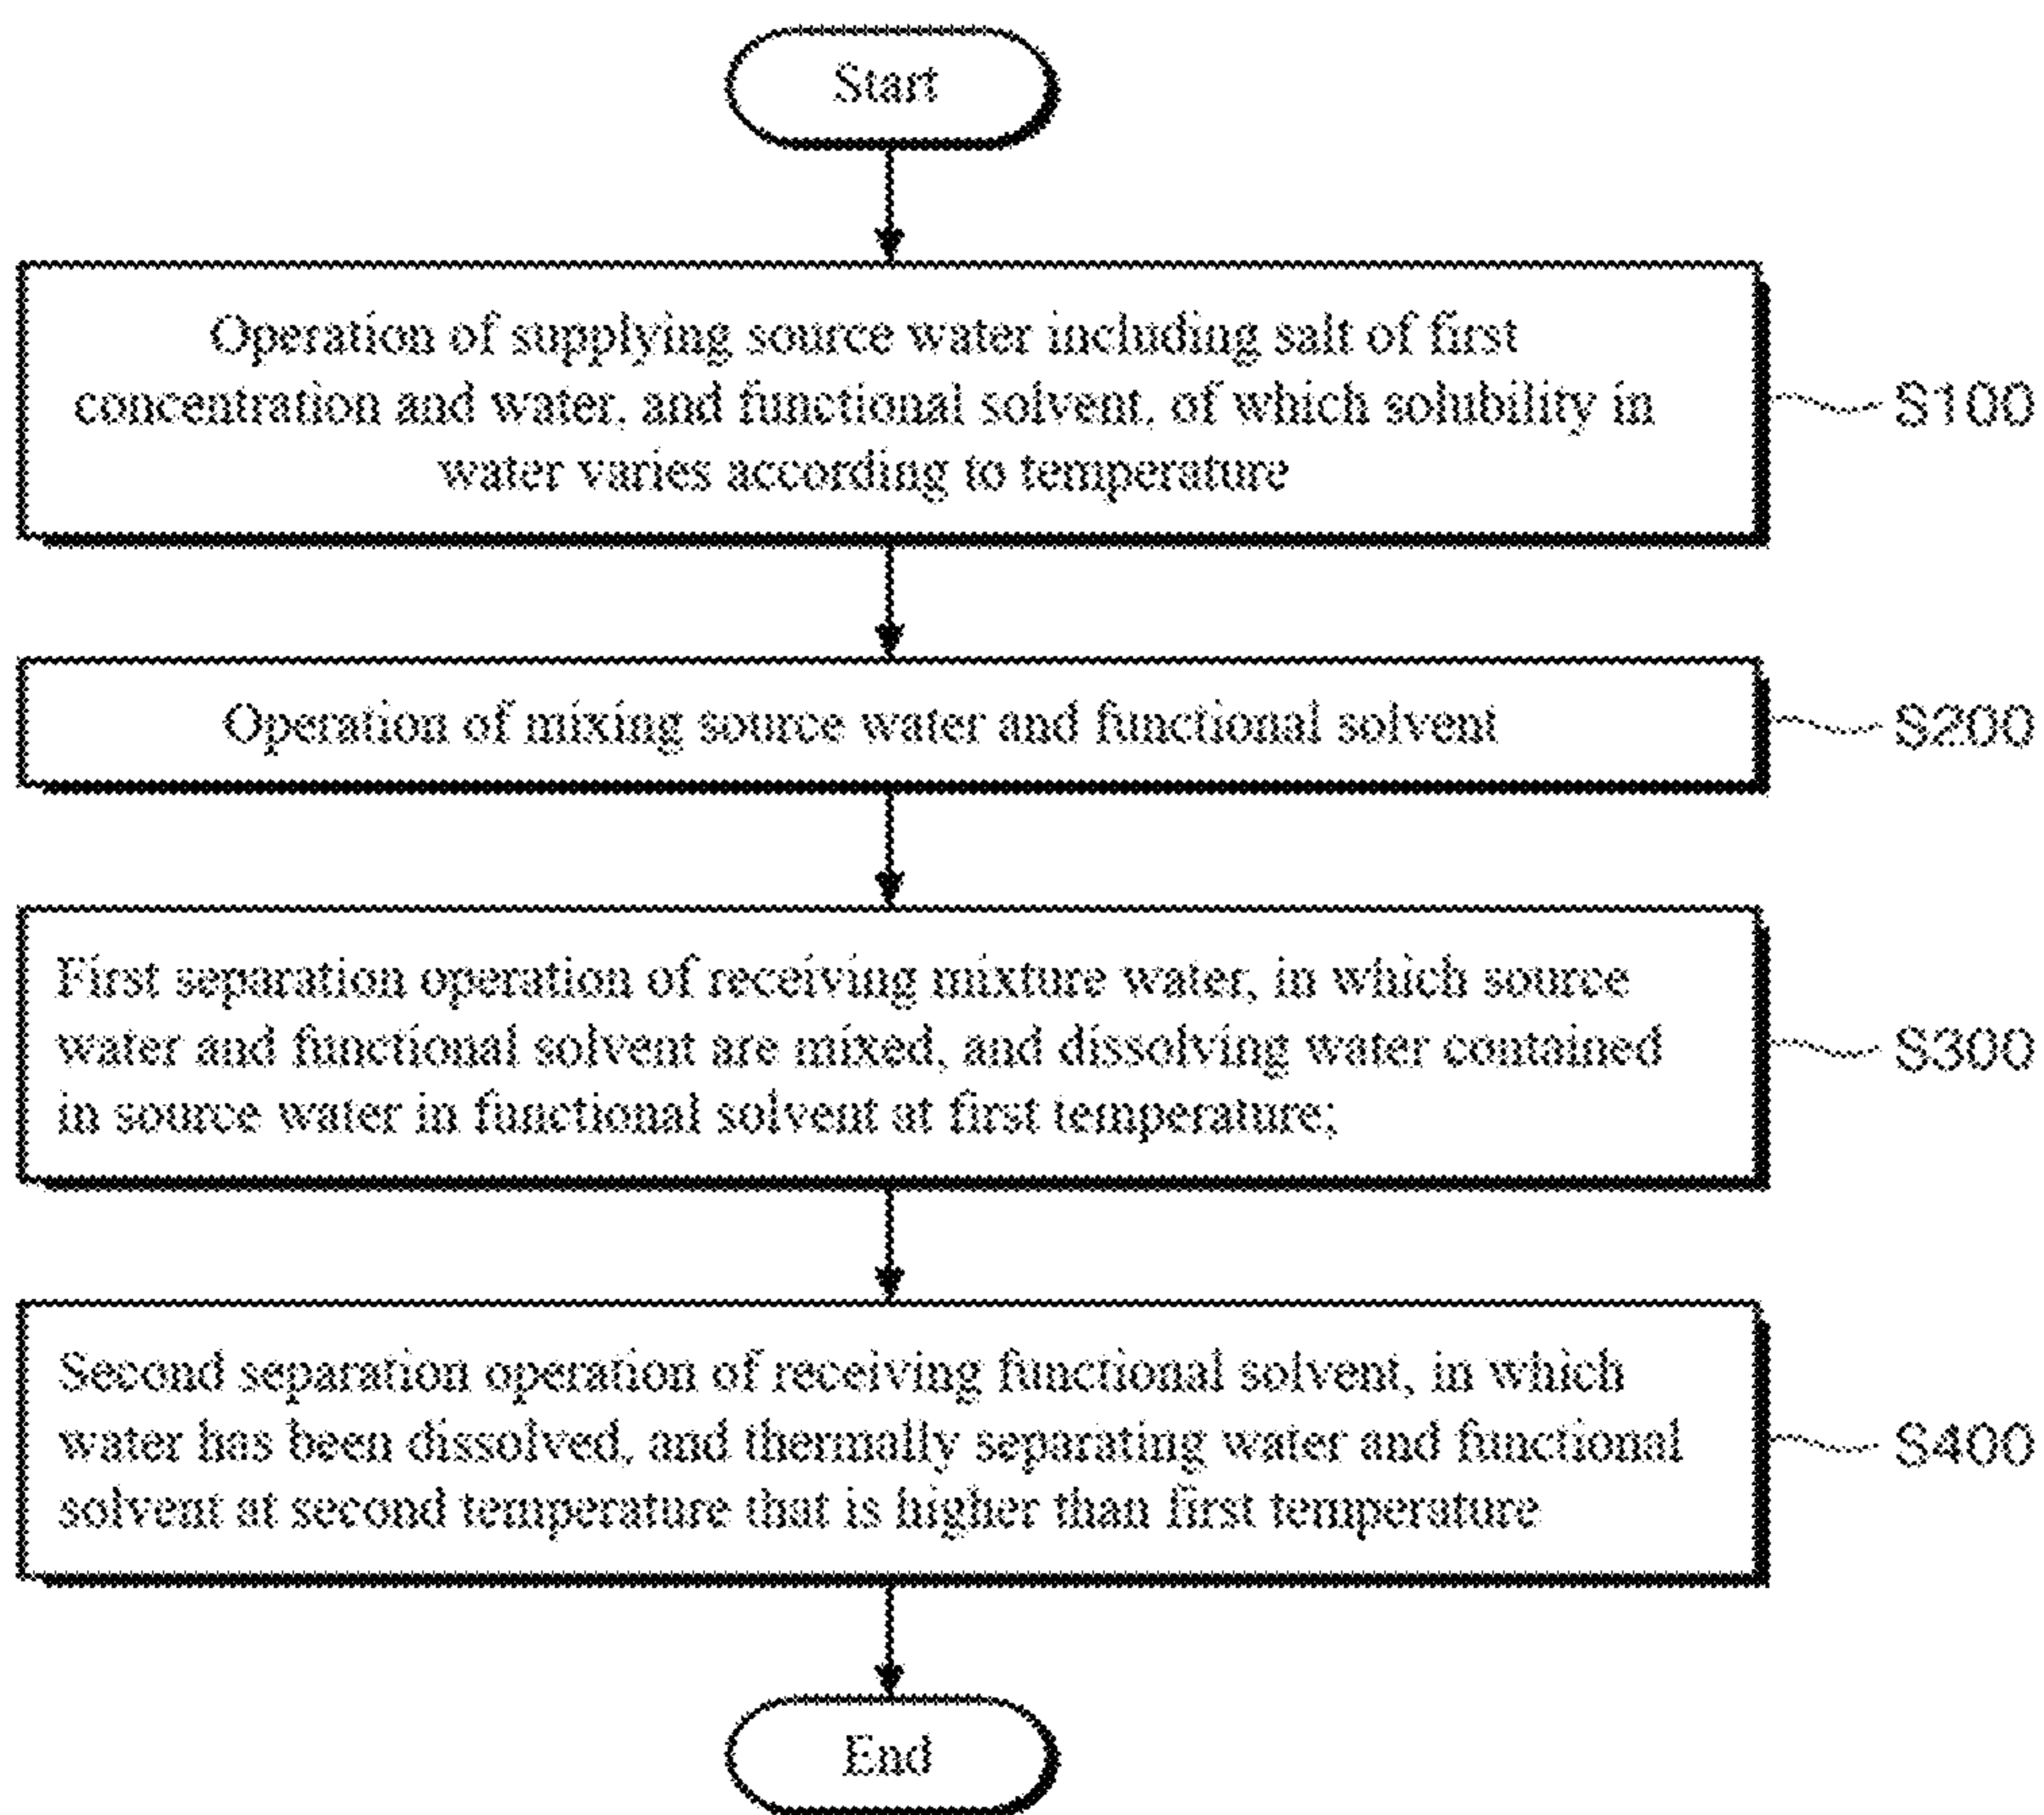 Start
Operation of supplying source water including salt of first
concentration and water, and functional solvent, of which solubility in
water varies according to temperature
S100
Operation of mixing source water and functional solvent
S200
First separation operation of receiving mixture water, in which source
water and functional solvent are mixed, and dissolving water contained
in source water in functional solvent at first temperature;
S300
Second separation operation of receiving functional solvent, in which
water has been dissolved, and thermally separating water and functional
solvent at second temperature that is higher than first temperature
S400
End